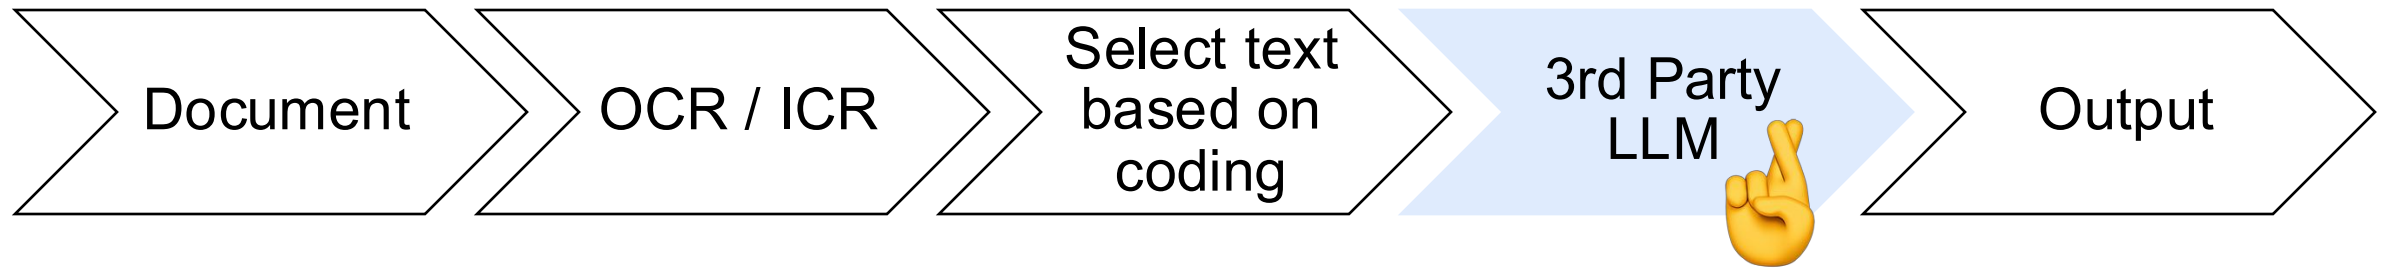 Document
OCR / ICR
Select text
based on
coding
3rd Party
LLM
Output